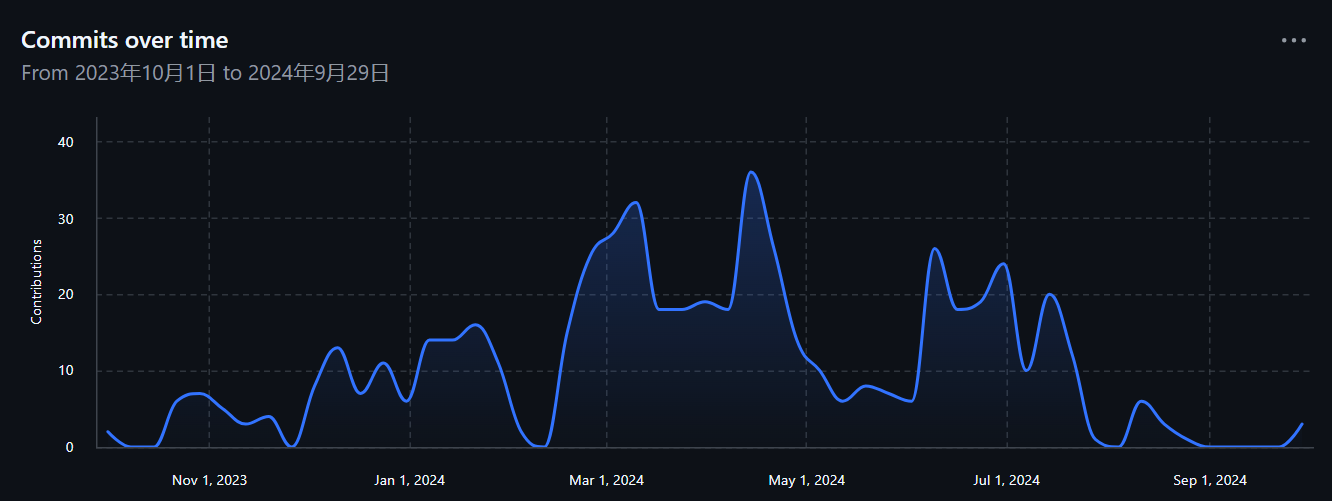 Commits over time
From 2023年10月1日 to 2024年9月29日
Contributions
40
30
20
10
0
Nov 1, 2023 Jan 1, 2024 Mar 1, 2024 May 1, 2024 Jul 1, 2024 Sep 1, 2024